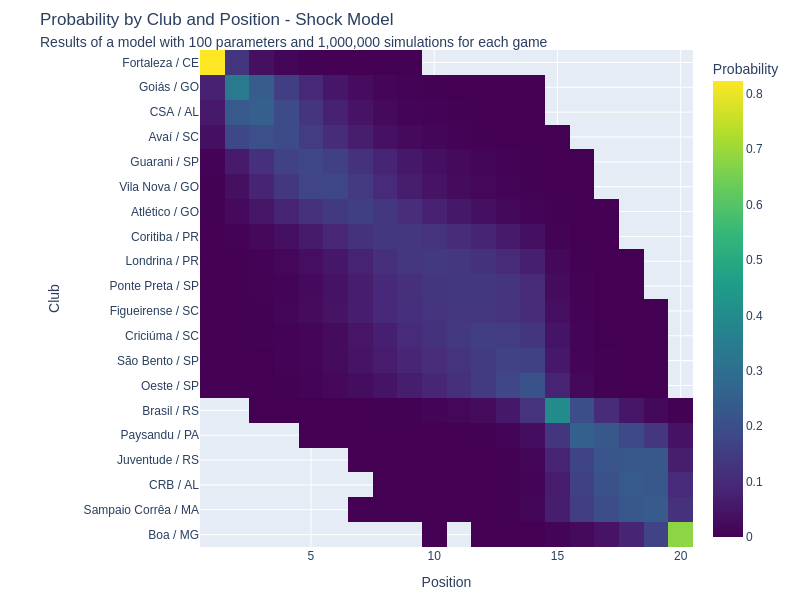 Probability by Club and Position - Shock Model
Results of a model with 100 parameters and 1,000,000 simulations for each game
Probability
Club
Fortaleza / CE
Goiás / GO
CSA / AL
Avaí / SC
Guarani / SP
Vila Nova / GO
Atlético / GO
Coritiba / PR
Londrina / PR
Ponte Preta / SP
Figueirense / SC
Criciúma / SC
São Bento / SP
Oeste / SP
Brasil / RS
Paysandu / PA
Juventude / RS
CRB / AL
Sampaio Corrêa / MA
Boa / MG
5 10 15 20
Position
0.8
0.7
0.6
0.5
0.4
0.3
0.2
0.1
0